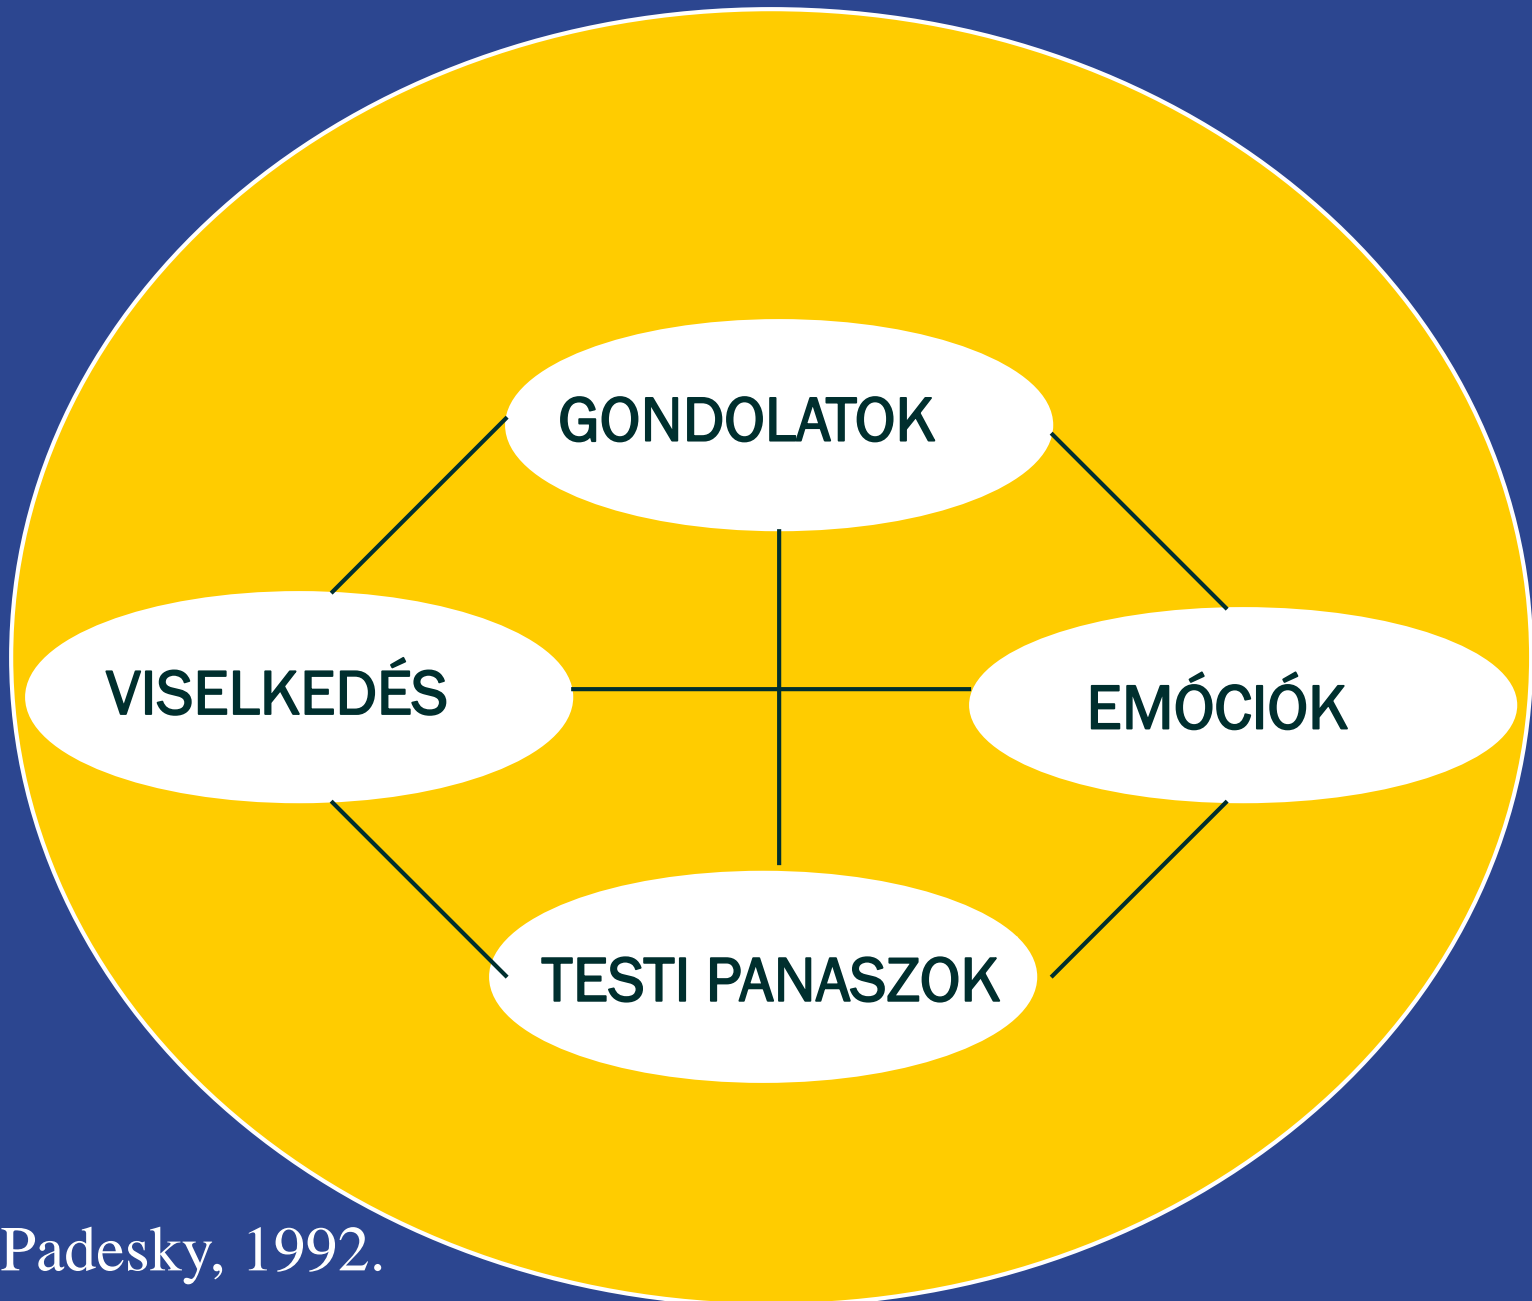 GONDOLATOK
VISELKEDÉS
EMÓCIÓK
TESTI PANASZOK
Padesky, 1992.